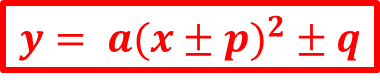 y = a(x ± p)² ± q